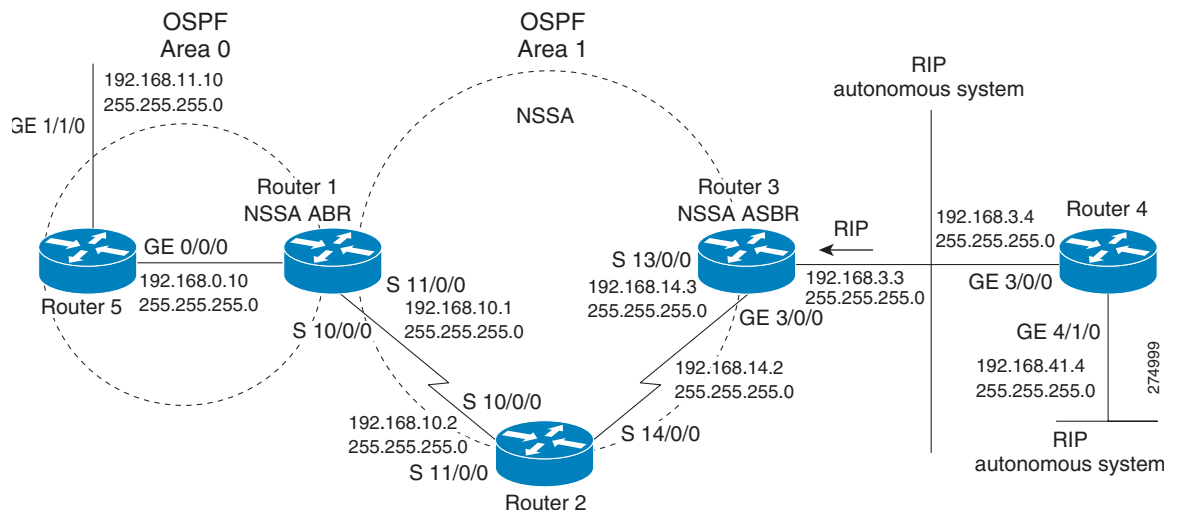 OSPF
Area 0
OSPF
Area 1
192.168.11.10
255.255.255.0
GE 1/1/0
NSSA
RIP
autonomous system
Router 1
NSSA ABR
Router 3
NSSA ASBR
Router 4
GE 0/0/0
192.168.0.10
255.255.255.0
Router 5
S 11/0/0
192.168.10.1
255.255.255.0
S 10/0/0
S 13/0/0
192.168.14.3
255.255.255.0
GE 3/0/0
RIP
192.168.3.3
255.255.255.0
192.168.3.4
255.255.255.0
GE 3/0/0
GE 4/1/0
192.168.41.4
255.255.255.0
274999
192.168.14.2
255.255.255.0
S 10/0/0
192.168.10.2
255.255.255.0
S 11/0/0
S 14/0/0
Router 2
RIP
autonomous system